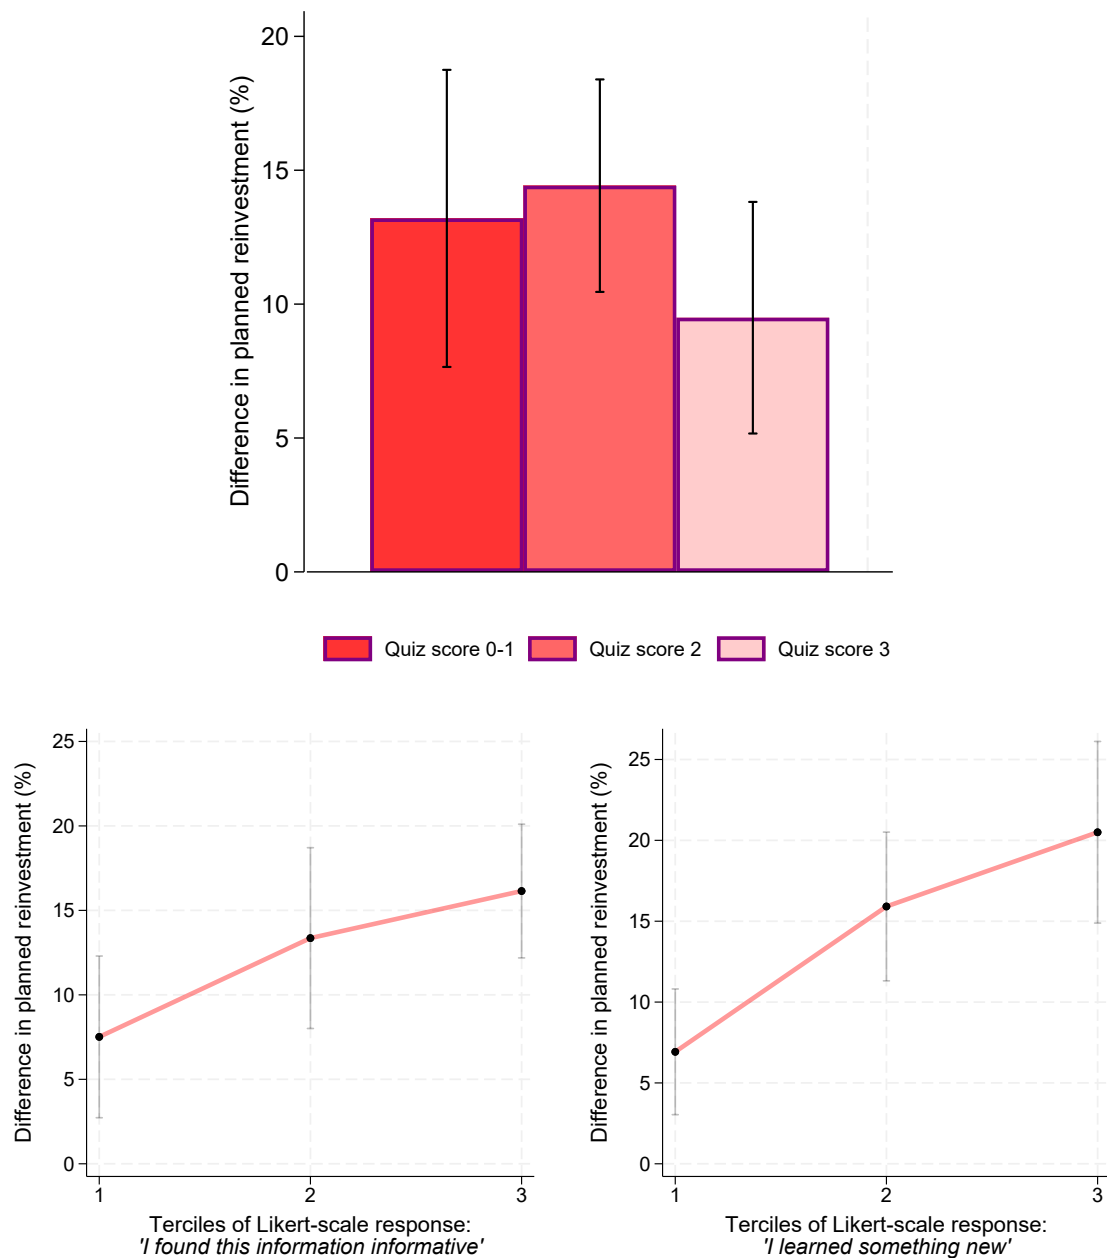 Difference in planned reinvestment (%)
20
15
10
5
0
Quiz score 0-1 Quiz score 2 Quiz score 3
Difference in planned reinvestment (%)
25
20
15
10
5
0
1 2 3
Terciles of Likert-scale response:
'I found this information informative'
Difference in planned reinvestment (%)
25
20
15
10
5
0
1 2 3
Terciles of Likert-scale response:
'I learned something new'